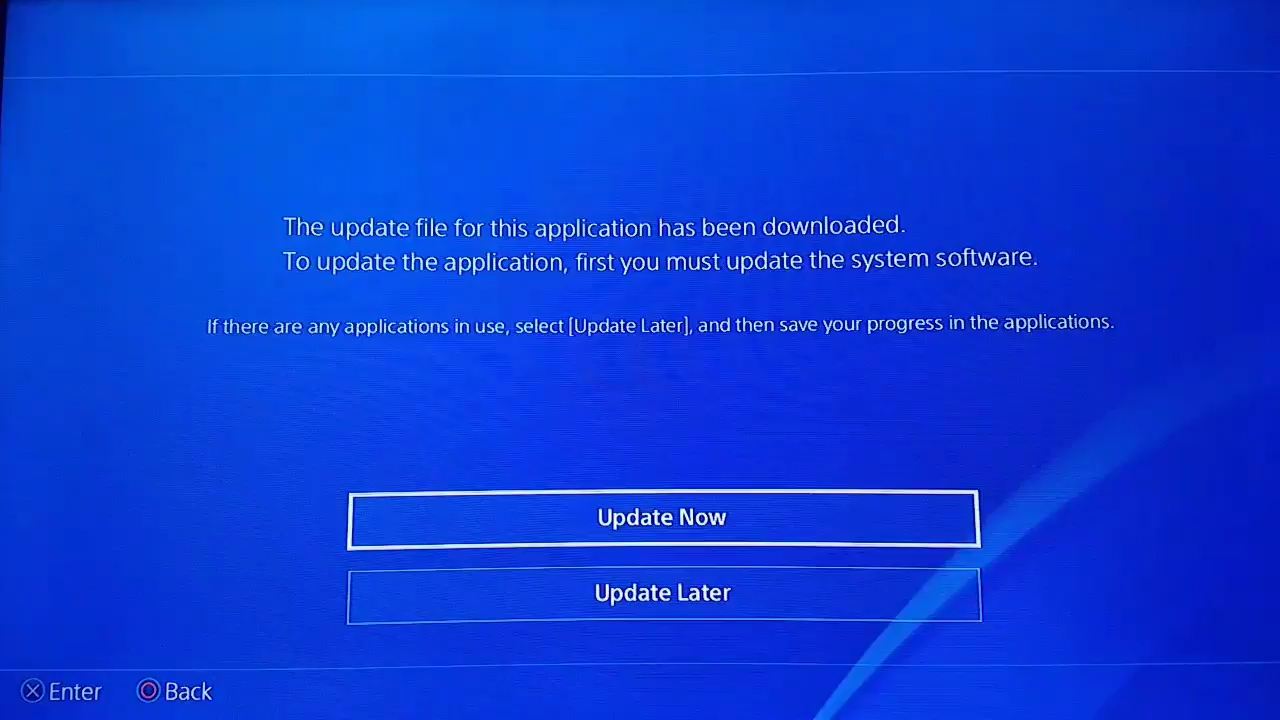 The update file for this application has been downloaded.
To update the application, first you must update the system software.
If there are any applications in use, select [Update Later], and then save your progress in the applications.
Update Now
Update Later
Enter Back